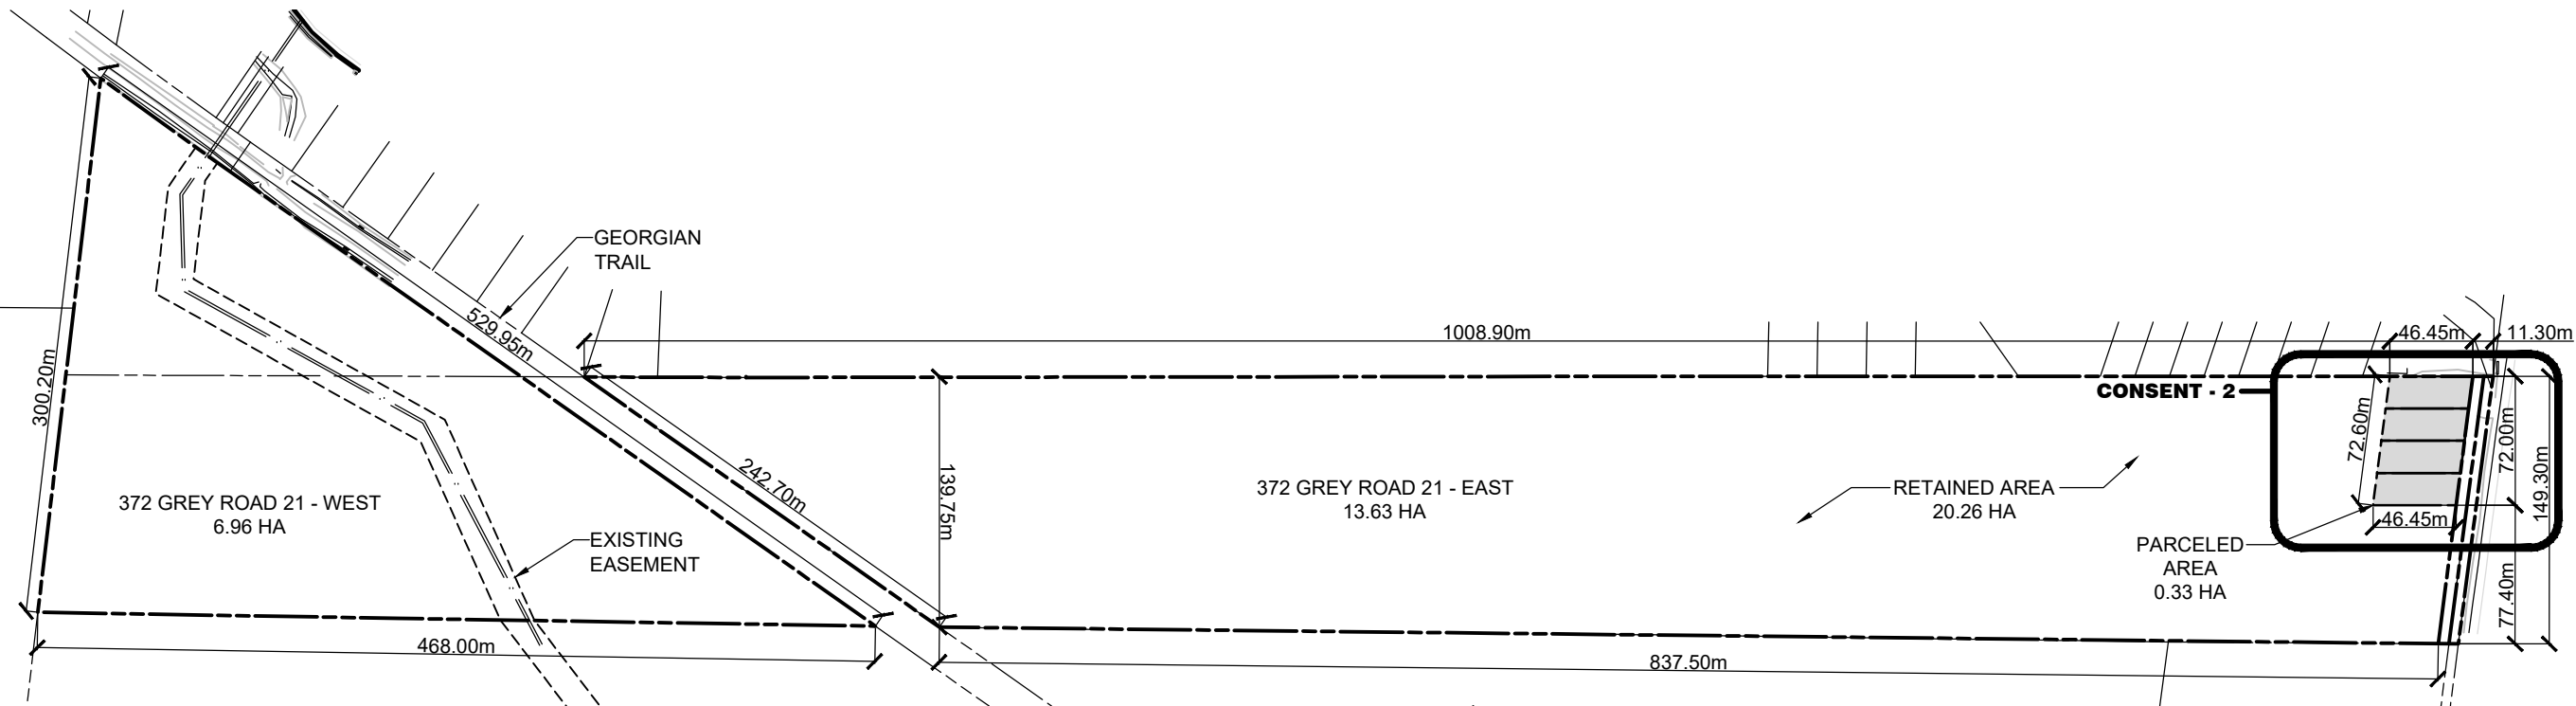 GEORGIAN
TRAIL
529.95m
1008.90m
46.45m
11.30m
300.20m
CONSENT - 2
72.60m
72.00m
149.30m
242.70m
139.75m
372 GREY ROAD 21 - WEST
6.96 HA
372 GREY ROAD 21 - EAST
13.63 HA
RETAINED AREA
20.26 HA
46.45m
EXISTING
EASEMENT
PARCELED
AREA
0.33 HA
77.40m
468.00m
837.50m